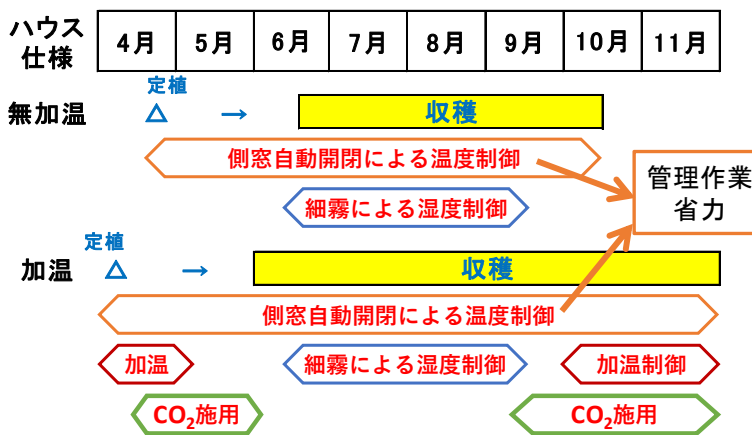 ハウス
仕様
4月 5月 6月 7月 8月 9月 10月 11月
定植
無加温 △ → 収穫
側窓自動開閉による温度制御
管理作業
省力
細霧による湿度制御
定植
加温 △ → 収穫
側窓自動開閉による温度制御
加温 細霧による湿度制御 加温制御
CO₂施用 CO₂施用